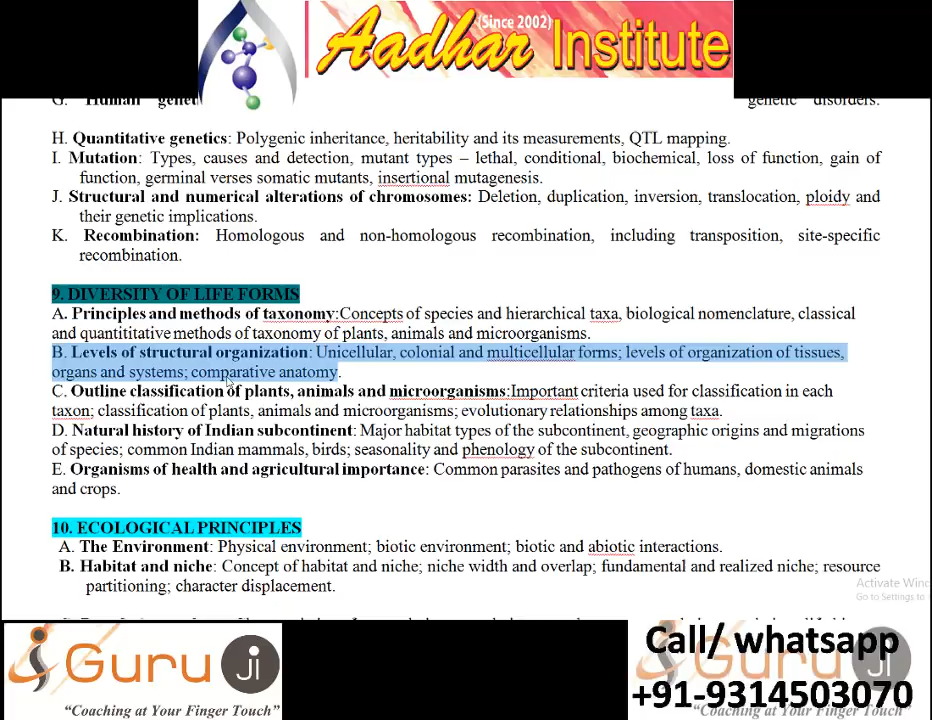 (Since 2002)
Aadhar Institute
G. Human genet genetic disorders.
H. Quantitative genetics: Polygenic inheritance, heritability and its measurements, QTL mapping.
I. Mutation: Types, causes and detection, mutant types – lethal, conditional, biochemical, loss of function, gain of
function, germinal verses somatic mutants, insertional mutagenesis.
J. Structural and numerical alterations of chromosomes: Deletion, duplication, inversion, translocation, ploidy and
their genetic implications.
K. Recombination: Homologous and non-homologous recombination, including transposition, site-specific
recombination.
9. DIVERSITY OF LIFE FORMS
A. Principles and methods of taxonomy:Concepts of species and hierarchical taxa, biological nomenclature, classical
and quantititative methods of taxonomy of plants, animals and microorganisms.
B. Levels of structural organization: Unicellular, colonial and multicellular forms; levels of organization of tissues,
organs and systems; comparative anatomy.
C. Outline classification of plants, animals and microorganisms:Important criteria used for classification in each
taxon; classification of plants, animals and microorganisms; evolutionary relationships among taxa.
D. Natural history of Indian subcontinent: Major habitat types of the subcontinent, geographic origins and migrations
of species; common Indian mammals, birds; seasonality and phenology of the subcontinent.
E. Organisms of health and agricultural importance: Common parasites and pathogens of humans, domestic animals
and crops.
10. ECOLOGICAL PRINCIPLES
A. The Environment: Physical environment; biotic environment; biotic and abiotic interactions.
B. Habitat and niche: Concept of habitat and niche; niche width and overlap; fundamental and realized niche; resource
partitioning; character displacement.
Activate Win
Go to Settings to
Guru Ji
“Coaching at Your Finger Touch”
Call/ whatsapp
+91-9314503070
“Coaching at Your Finger Touch”